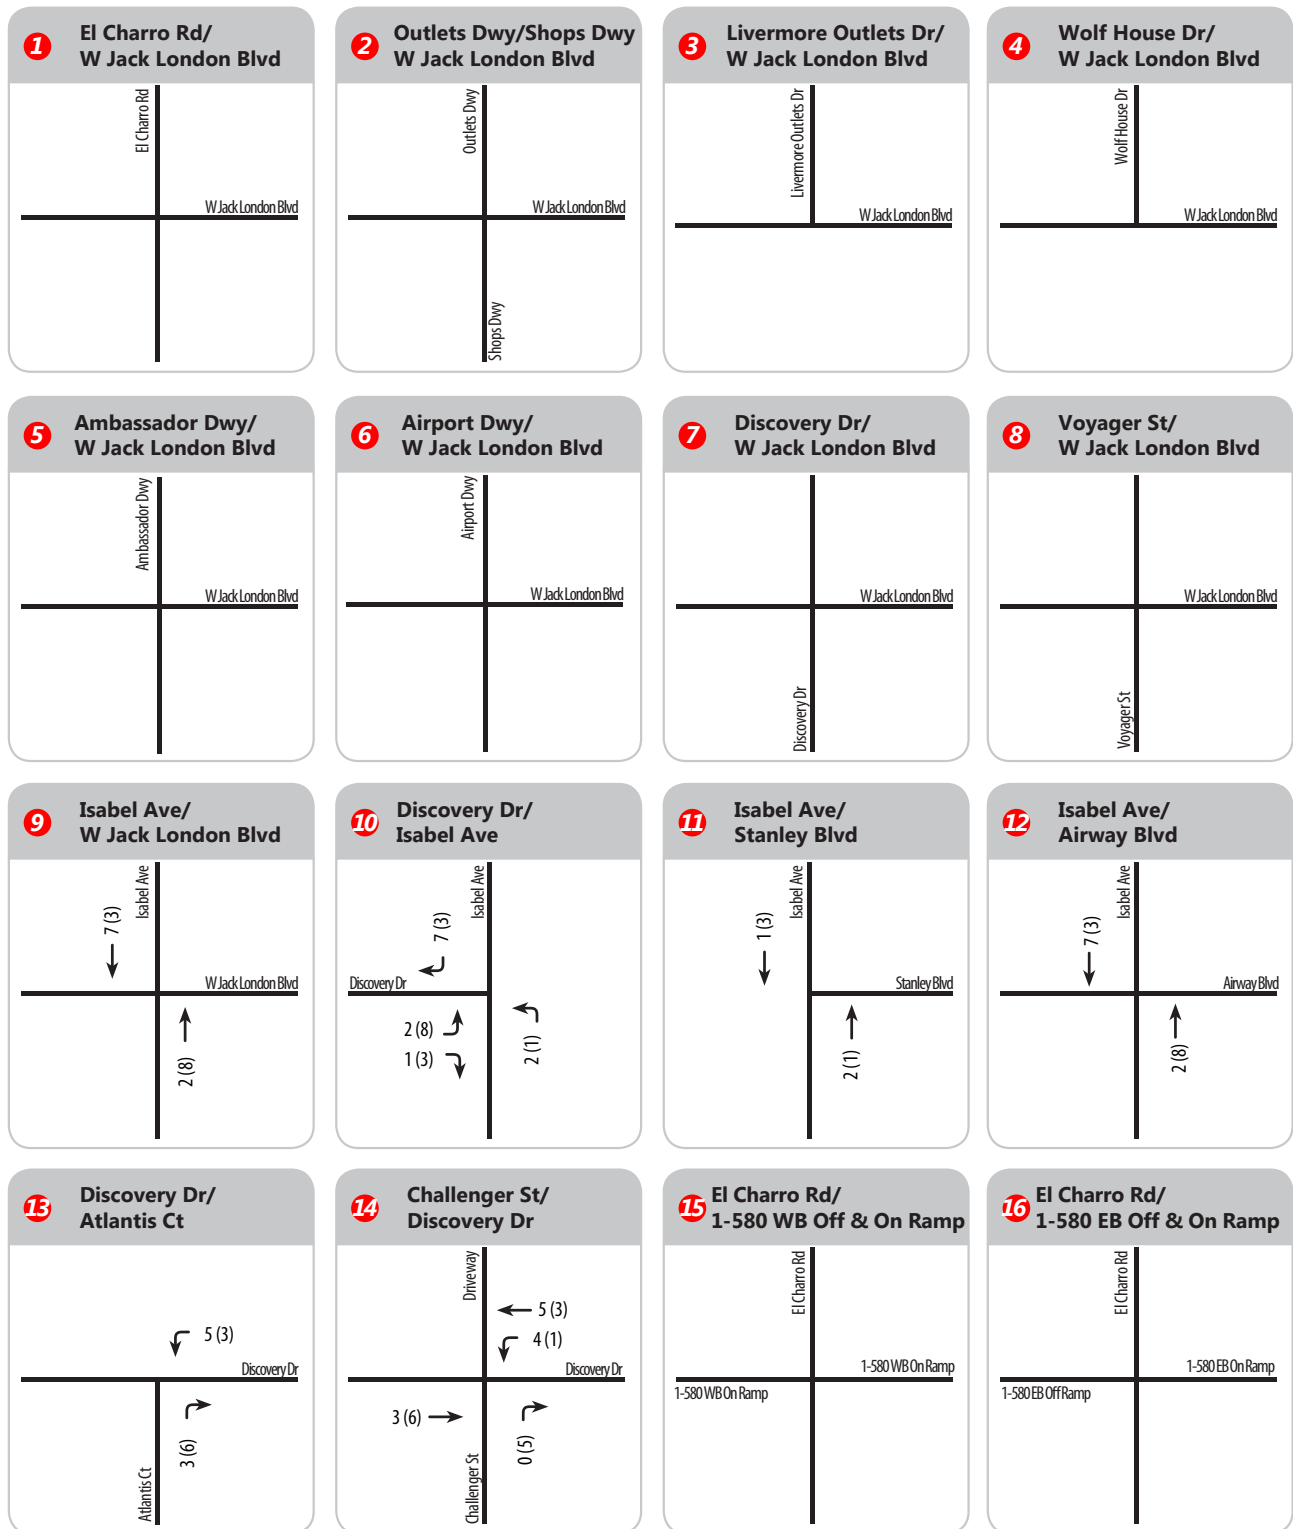 1
El Charro Rd/
W Jack London Blvd
El Charro Rd
W Jack London Blvd
2
Outlets Dwy/Shops Dwy
W Jack London Blvd
Outlets Dwy
W Jack London Blvd
Shops Dwy
3
Livermore Outlets Dr/
W Jack London Blvd
Livermore Outlets Dr
W Jack London Blvd
4
Wolf House Dr/
W Jack London Blvd
Wolf House Dr
W Jack London Blvd
5
Ambassador Dwy/
W Jack London Blvd
Ambassador Dwy
W Jack London Blvd
6
Airport Dwy/
W Jack London Blvd
Airport Dwy
W Jack London Blvd
7
Discovery Dr/
W Jack London Blvd
W Jack London Blvd
Discovery Dr
8
Voyager St/
W Jack London Blvd
W Jack London Blvd
Voyager St
9
Isabel Ave/
W Jack London Blvd
Isabel Ave
7 (3)
W Jack London Blvd
2 (8)
10
Discovery Dr/
Isabel Ave
Isabel Ave
7 (3)
Discovery Dr
2 (8)
1 (3)
2 (1)
11
Isabel Ave/
Stanley Blvd
Isabel Ave
1 (3)
Stanley Blvd
2 (1)
12
Isabel Ave/
Airway Blvd
Isabel Ave
7 (3)
Airway Blvd
2 (8)
13
Discovery Dr/
Atlantis Ct
5 (3)
Discovery Dr
3 (6)
Atlantis Ct
14
Challenger St/
Discovery Dr
Driveway
5 (3)
4 (1)
Discovery Dr
3 (6)
0 (5)
Challenger St
15
El Charro Rd/
1-580 WB Off & On Ramp
El Charro Rd
1-580 WB On Ramp
1-580 WB On Ramp
16
El Charro Rd/
1-580 EB Off & On Ramp
El Charro Rd
1-580 EB On Ramp
1-580 EB Off Ramp